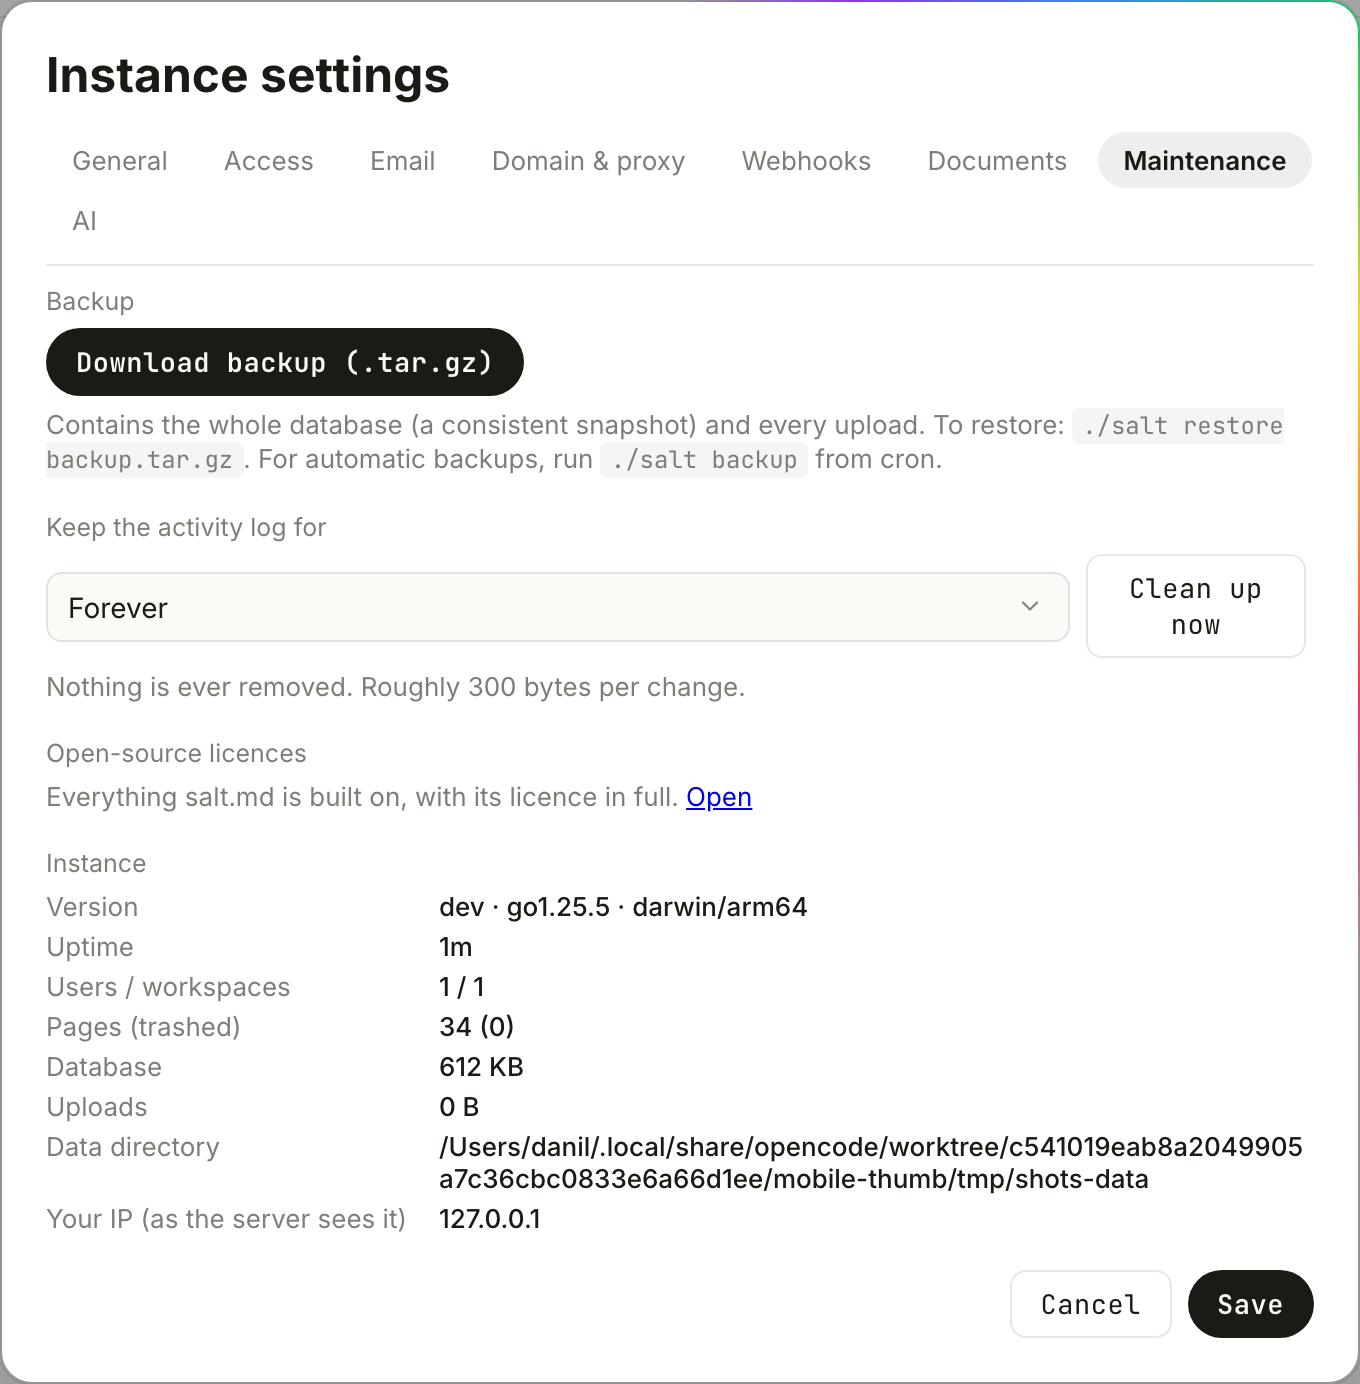 Instance settings
General Access Email Domain & proxy Webhooks Documents Maintenance
AI
Backup
Download backup (.tar.gz)
Contains the whole database (a consistent snapshot) and every upload. To restore: ./salt restore
backup.tar.gz . For automatic backups, run ./salt backup from cron.
Keep the activity log for
Forever
Clean up
now
Nothing is ever removed. Roughly 300 bytes per change.
Open-source licences
Everything salt.md is built on, with its licence in full. Open
Instance
Version dev · go1.25.5 · darwin/arm64
Uptime 1m
Users / workspaces 1 / 1
Pages (trashed) 34 (0)
Database 612 KB
Uploads 0 B
Data directory /Users/danil/.local/share/opencode/worktree/c541019eab8a2049905
a7c36cbc0833e6a66d1ee/mobile-thumb/tmp/shots-data
Your IP (as the server sees it) 127.0.0.1
Cancel Save